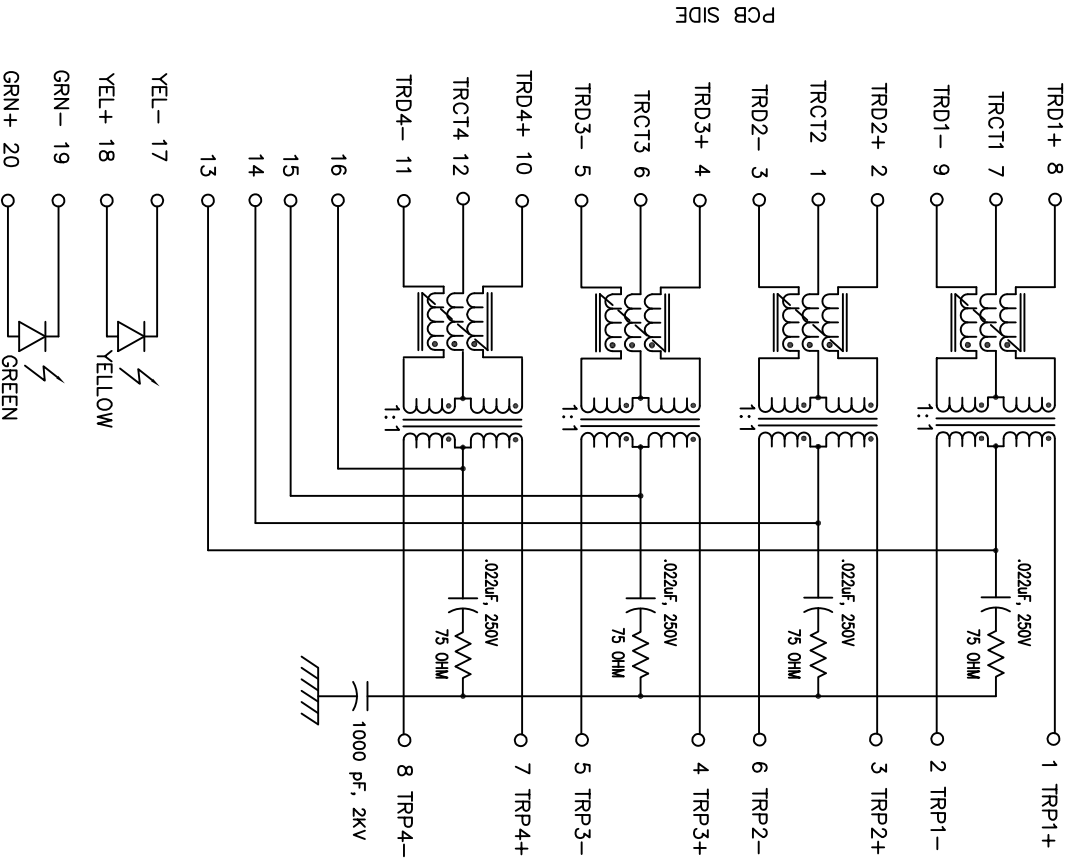 PCB SIDE
TRD1+ 8
TRCT1 7
TRD1- 9
TRD2+ 2
TRCT2 1
TRD2- 3
TRD3+ 4
TRCT3 6
TRD3- 5
TRD4+ 10
TRCT4 12
TRD4- 11
16
15
14
13
YEL- 17
YEL+ 18
GRN- 19
GRN+ 20
YELLOW
GREEN
1:1
1:1
1:1
1:1
.022uF, 250V
75 OHM
.022uF, 250V
75 OHM
.022uF, 250V
75 OHM
.022uF, 250V
75 OHM
1000 pF, 2KV
1 TRP1+
2 TRP1-
3 TRP2+
6 TRP2-
4 TRP3+
5 TRP3-
7 TRP4+
8 TRP4-